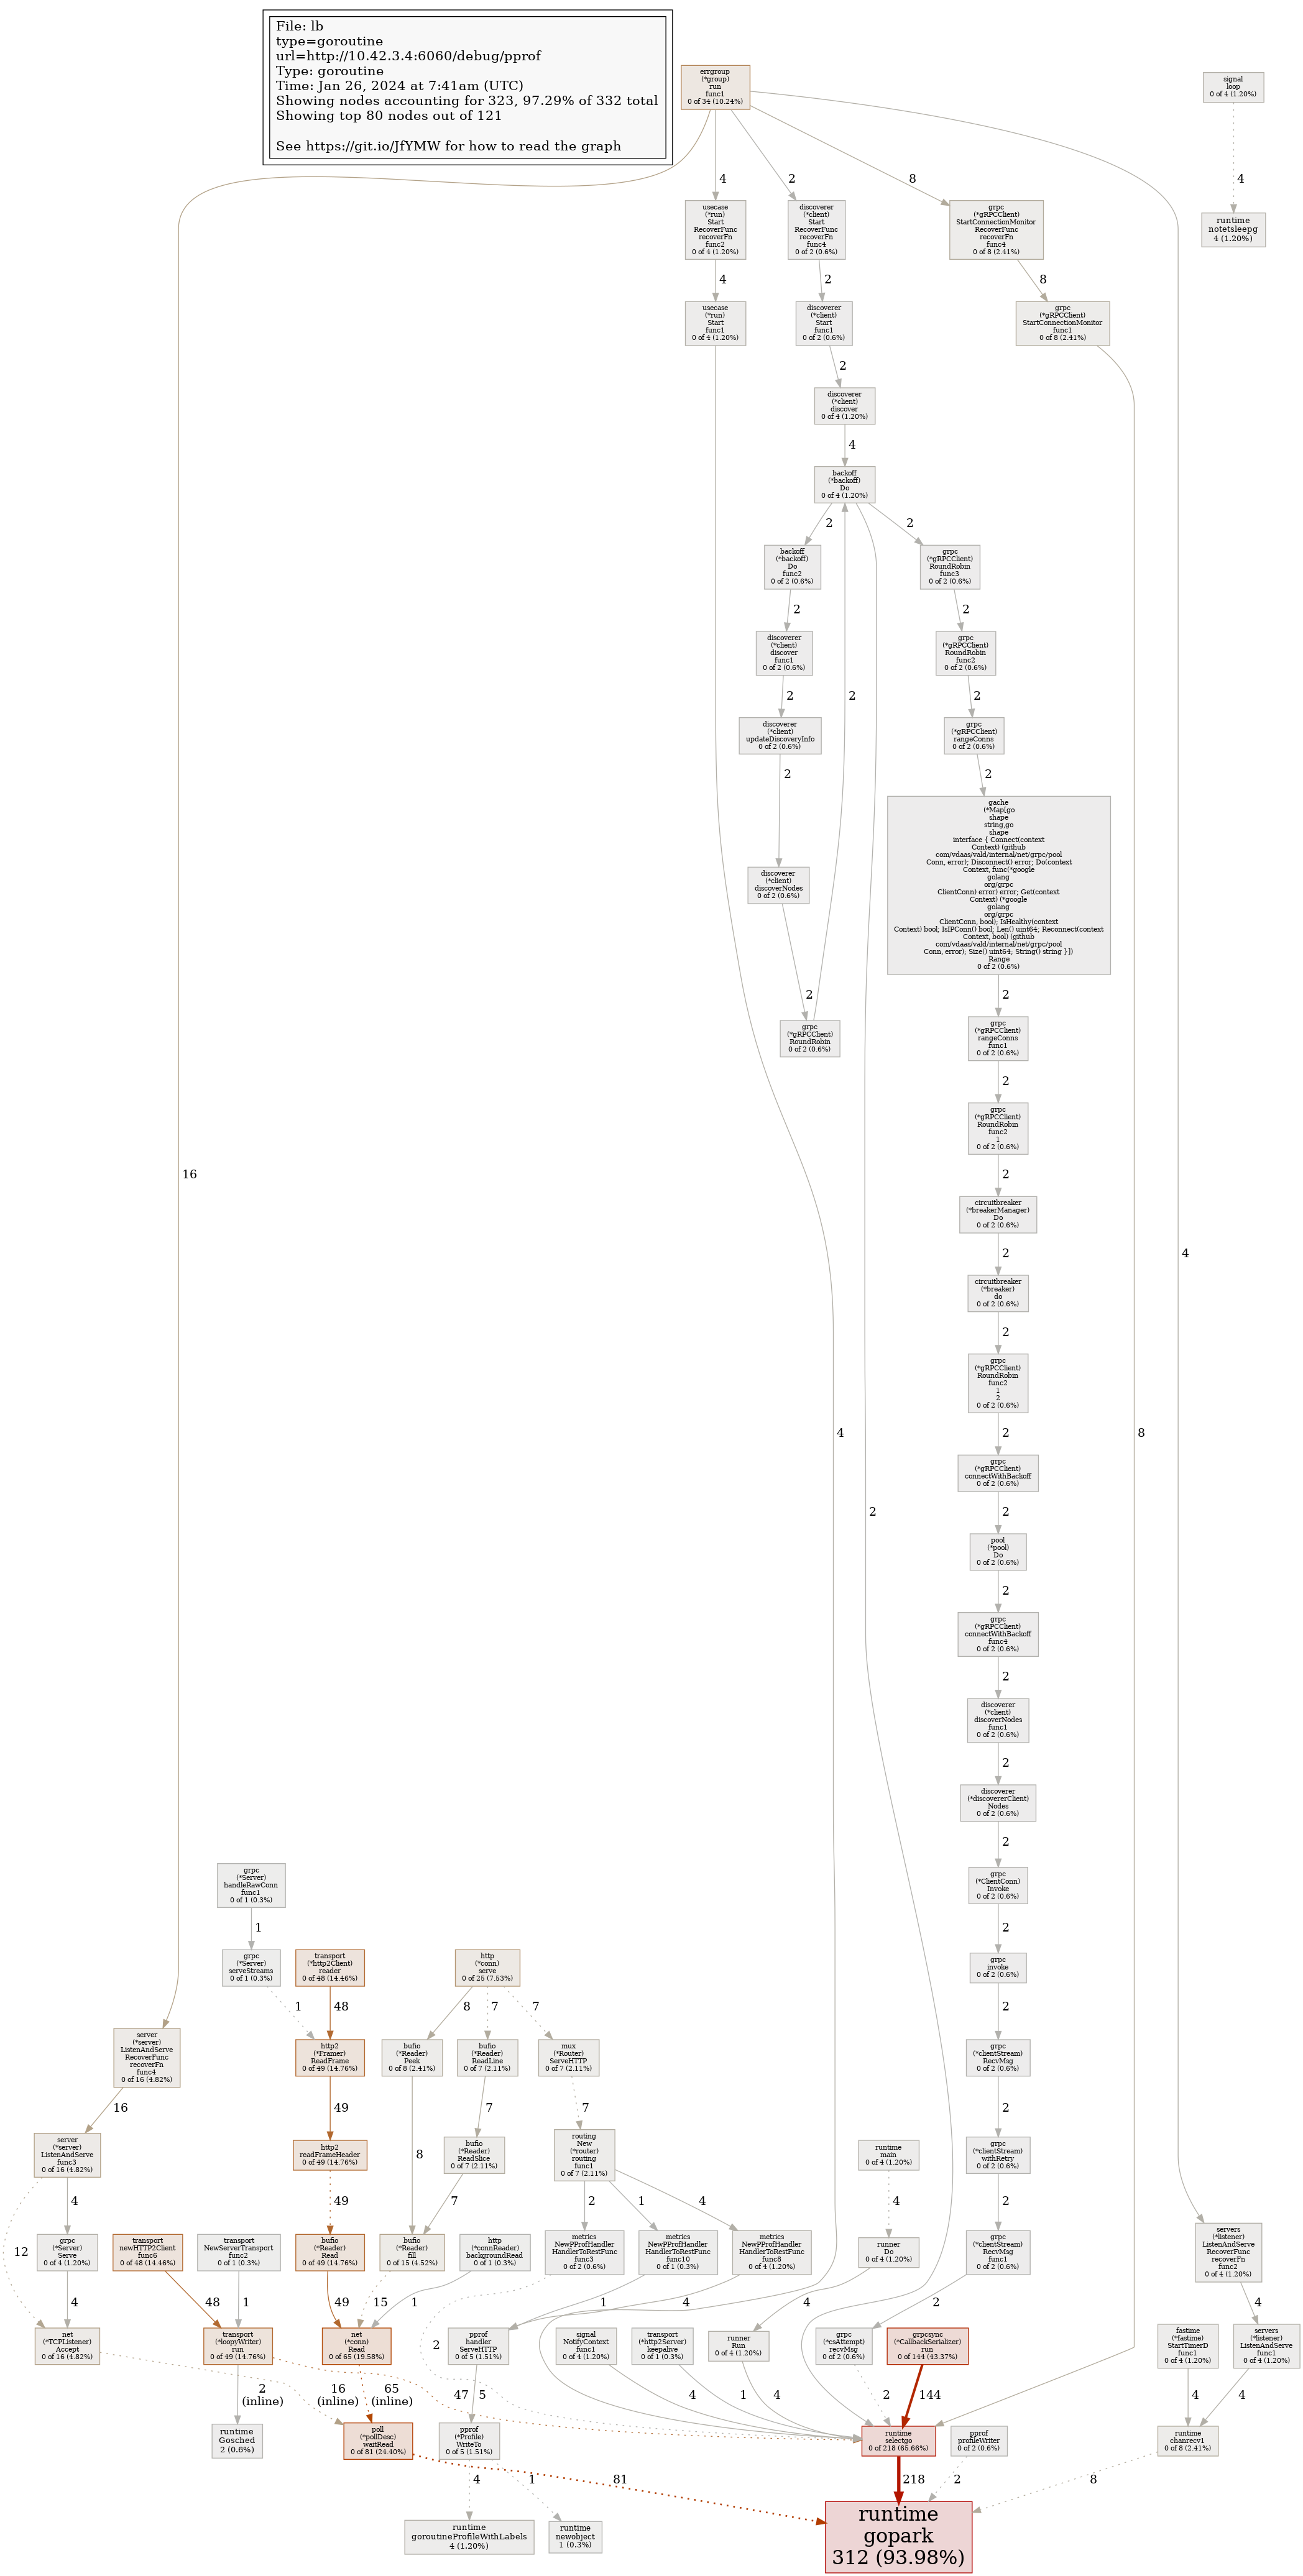 File: lb
type=goroutine
url=http://10.42.3.4:6060/debug/pprof
Type: goroutine
Time: Jan 26, 2024 at 7:41am (UTC)
Showing nodes accounting for 323, 97.29% of 332 total
Showing top 80 nodes out of 121
See https://git.io/JfYMW for how to read the graph
errgroup
(*group)
run
func1
0 of 34 (10.24%)
signal
loop
0 of 4 (1.20%)
4
2
8
4
usecase
(*run)
Start
RecoverFunc
recoverFn
func2
0 of 4 (1.20%)
discoverer
(*client)
Start
RecoverFunc
recoverFn
func4
0 of 2 (0.6%)
grpc
(*gRPCClient)
StartConnectionMonitor
RecoverFunc
recoverFn
func4
0 of 8 (2.41%)
runtime
notetsleepg
4 (1.20%)
4
2
8
usecase
(*run)
Start
func1
0 of 4 (1.20%)
discoverer
(*client)
Start
func1
0 of 2 (0.6%)
grpc
(*gRPCClient)
StartConnectionMonitor
func1
0 of 8 (2.41%)
2
discoverer
(*client)
discover
0 of 4 (1.20%)
4
backoff
(*backoff)
Do
0 of 4 (1.20%)
2
2
backoff
(*backoff)
Do
func2
0 of 2 (0.6%)
grpc
(*gRPCClient)
RoundRobin
func3
0 of 2 (0.6%)
2
2
discoverer
(*client)
discover
func1
0 of 2 (0.6%)
grpc
(*gRPCClient)
RoundRobin
func2
0 of 2 (0.6%)
2
2
2
discoverer
(*client)
updateDiscoveryInfo
0 of 2 (0.6%)
grpc
(*gRPCClient)
rangeConns
0 of 2 (0.6%)
2
2
gache
(*Map[go
shape
string,go
shape
interface { Connect(context
Context) (github
com/vdaas/vald/internal/net/grpc/pool
Conn, error); Disconnect() error; Do(context
Context, func(*google
golang
org/grpc
ClientConn) error) error; Get(context
Context) (*google
golang
org/grpc
ClientConn, bool); IsHealthy(context
Context) bool; IsIPConn() bool; Len() uint64; Reconnect(context
Context, bool) (github
com/vdaas/vald/internal/net/grpc/pool
Conn, error); Size() uint64; String() string }])
Range
0 of 2 (0.6%)
discoverer
(*client)
discoverNodes
0 of 2 (0.6%)
2
2
grpc
(*gRPCClient)
RoundRobin
0 of 2 (0.6%)
grpc
(*gRPCClient)
rangeConns
func1
0 of 2 (0.6%)
2
grpc
(*gRPCClient)
RoundRobin
func2
1
0 of 2 (0.6%)
16
2
circuitbreaker
(*breakerManager)
Do
0 of 2 (0.6%)
2
4
circuitbreaker
(*breaker)
do
0 of 2 (0.6%)
2
grpc
(*gRPCClient)
RoundRobin
func2
1
2
0 of 2 (0.6%)
4
2
8
grpc
(*gRPCClient)
connectWithBackoff
0 of 2 (0.6%)
2
2
pool
(*pool)
Do
0 of 2 (0.6%)
2
grpc
(*gRPCClient)
connectWithBackoff
func4
0 of 2 (0.6%)
2
discoverer
(*client)
discoverNodes
func1
0 of 2 (0.6%)
2
discoverer
(*discovererClient)
Nodes
0 of 2 (0.6%)
2
grpc
(*Server)
handleRawConn
func1
0 of 1 (0.3%)
grpc
(*ClientConn)
Invoke
0 of 2 (0.6%)
1
2
grpc
(*Server)
serveStreams
0 of 1 (0.3%)
transport
(*http2Client)
reader
0 of 48 (14.46%)
http
(*conn)
serve
0 of 25 (7.53%)
grpc
invoke
0 of 2 (0.6%)
1
48
8
7
7
2
server
(*server)
ListenAndServe
RecoverFunc
recoverFn
func4
0 of 16 (4.82%)
http2
(*Framer)
ReadFrame
0 of 49 (14.76%)
bufio
(*Reader)
Peek
0 of 8 (2.41%)
bufio
(*Reader)
ReadLine
0 of 7 (2.11%)
mux
(*Router)
ServeHTTP
0 of 7 (2.11%)
grpc
(*clientStream)
RecvMsg
0 of 2 (0.6%)
16
49
7
7
2
server
(*server)
ListenAndServe
func3
0 of 16 (4.82%)
http2
readFrameHeader
0 of 49 (14.76%)
8
bufio
(*Reader)
ReadSlice
0 of 7 (2.11%)
routing
New
(*router)
routing
func1
0 of 7 (2.11%)
runtime
main
0 of 4 (1.20%)
grpc
(*clientStream)
withRetry
0 of 2 (0.6%)
4
49
7
2
1
4
4
2
12
grpc
(*Server)
Serve
0 of 4 (1.20%)
transport
newHTTP2Client
func6
0 of 48 (14.46%)
transport
NewServerTransport
func2
0 of 1 (0.3%)
bufio
(*Reader)
Read
0 of 49 (14.76%)
bufio
(*Reader)
fill
0 of 15 (4.52%)
http
(*connReader)
backgroundRead
0 of 1 (0.3%)
metrics
NewPProfHandler
HandlerToRestFunc
func3
0 of 2 (0.6%)
metrics
NewPProfHandler
HandlerToRestFunc
func10
0 of 1 (0.3%)
metrics
NewPProfHandler
HandlerToRestFunc
func8
0 of 4 (1.20%)
runner
Do
0 of 4 (1.20%)
grpc
(*clientStream)
RecvMsg
func1
0 of 2 (0.6%)
servers
(*listener)
ListenAndServe
RecoverFunc
recoverFn
func2
0 of 4 (1.20%)
4
48
1
49
15
1
1
4
4
2
4
net
(*TCPListener)
Accept
0 of 16 (4.82%)
transport
(*loopyWriter)
run
0 of 49 (14.76%)
net
(*conn)
Read
0 of 65 (19.58%)
2
pprof
handler
ServeHTTP
0 of 5 (1.51%)
signal
NotifyContext
func1
0 of 4 (1.20%)
transport
(*http2Server)
keepalive
0 of 1 (0.3%)
runner
Run
0 of 4 (1.20%)
grpc
(*csAttempt)
recvMsg
0 of 2 (0.6%)
grpcsync
(*CallbackSerializer)
run
0 of 144 (43.37%)
fastime
(*fastime)
StartTimerD
func1
0 of 4 (1.20%)
servers
(*listener)
ListenAndServe
func1
0 of 4 (1.20%)
2
(inline)
16
(inline)
65
(inline)
47
5
4
1
4
2
144
4
4
runtime
Gosched
2 (0.6%)
poll
(*pollDesc)
waitRead
0 of 81 (24.40%)
pprof
(*Profile)
WriteTo
0 of 5 (1.51%)
runtime
selectgo
0 of 218 (65.66%)
pprof
profileWriter
0 of 2 (0.6%)
runtime
chanrecv1
0 of 8 (2.41%)
4
1
81
218
2
8
runtime
goroutineProfileWithLabels
4 (1.20%)
runtime
newobject
1 (0.3%)
runtime
gopark
312 (93.98%)